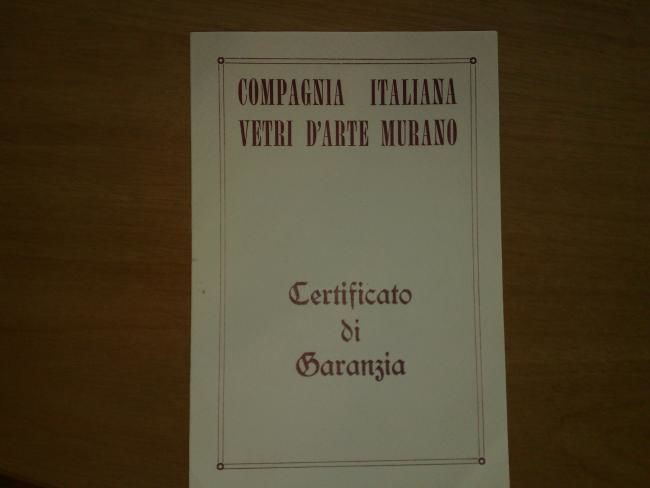 COMPAGNIA ITALIANA
VETRI D'ARTE MURANO
Certificato
di
Garanzia